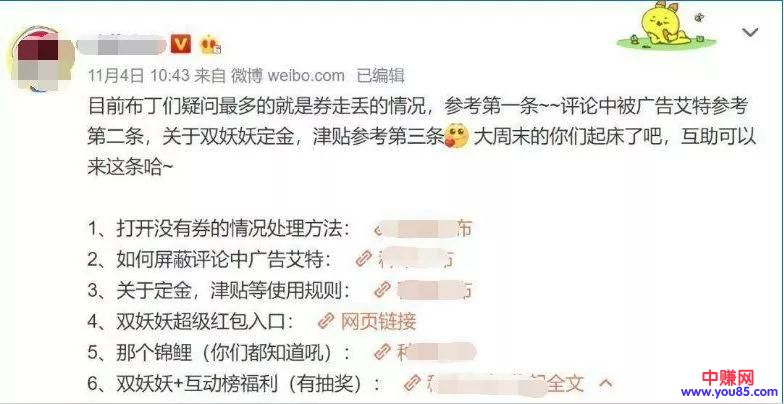 11月4日 10:43 来自 微博 weibo.com 已编辑
目前布丁们疑问最多的就是券走丢的情况，参考第一条~~评论中被广告艾特参考
第二条，关于双妖妖定金，津贴参考第三条 大周末的你们起床了吧，互助可以
来这条哈~
1、打开没有券的情况处理方法： 布
2、如何屏蔽评论中广告艾特：
3、关于定金，津贴等使用规则： 布
4、双妖妖超级红包入口： 网页链接
5、那个锦鲤（你们都知道吼）：
6、双妖妖+互动榜福利（有抽奖）： 全文
中赚网
www.you85.com